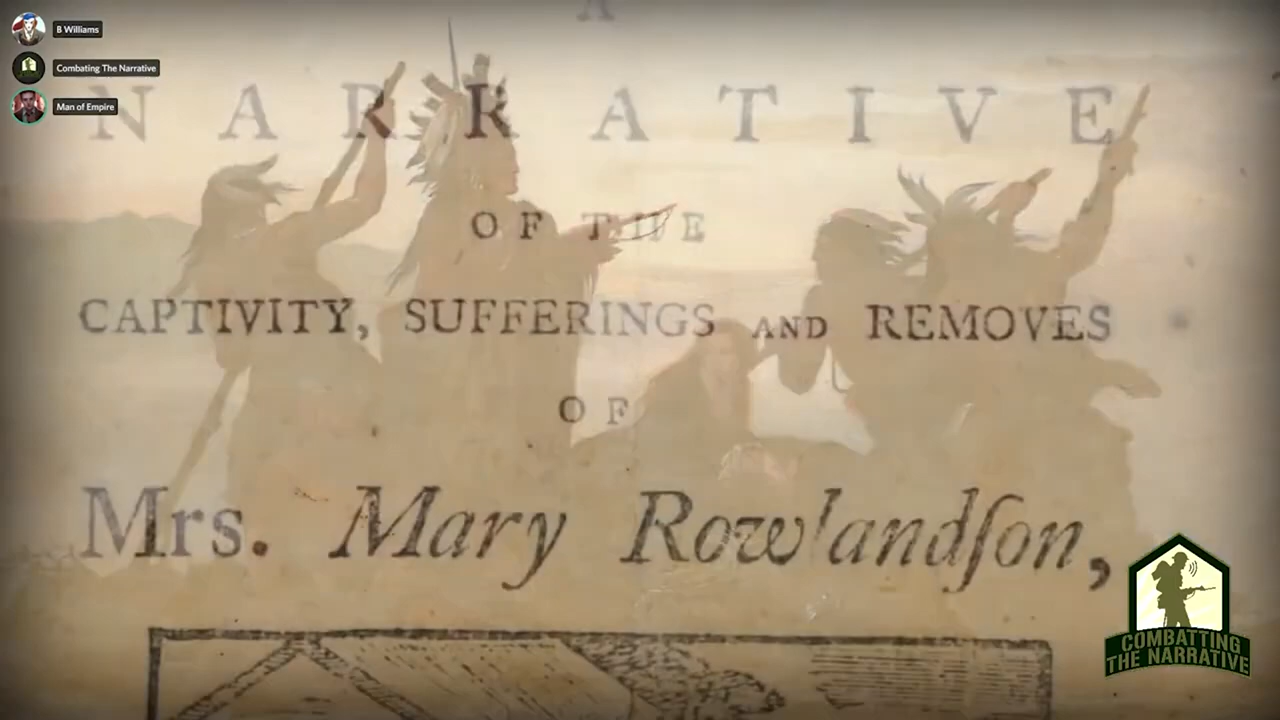 B Williams
Combating The Narrative
Man of Empire
A
NARRATIVE
OF THE
CAPTIVITY, SUFFERINGS AND REMOVES
OF
Mrs. Mary Rowlandſon,
COMBATTING
THE NARRATIVE